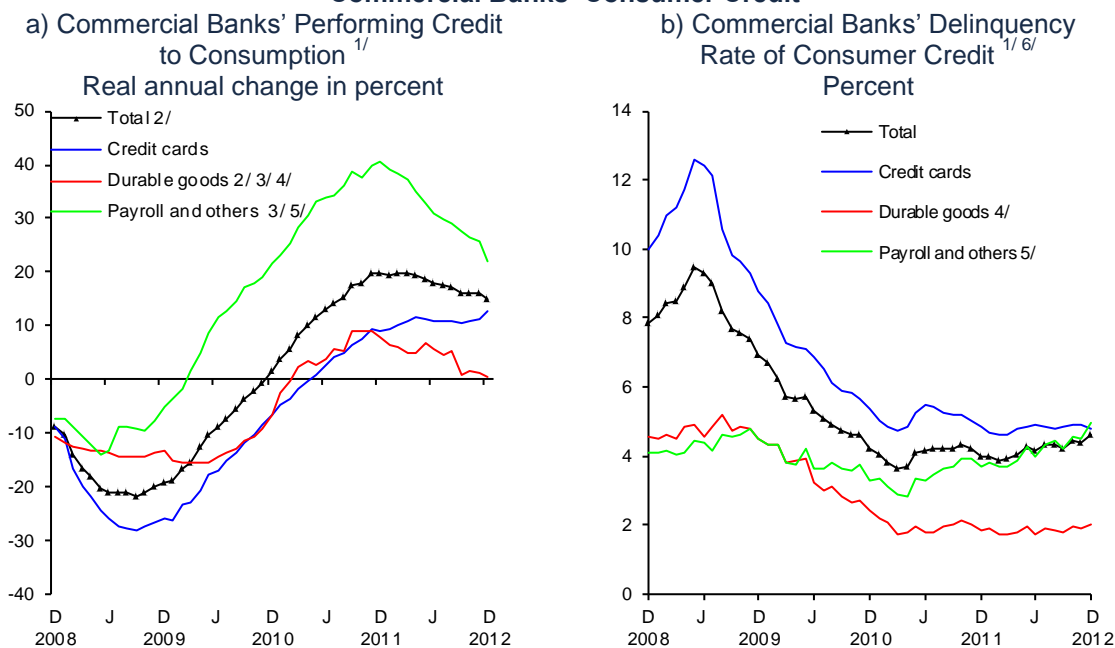 Commercial Banks' Consumer Credit
a) Commercial Banks' Performing Credit
to Consumption 1/
Real annual change in percent
50
40
30
20
10
0
-10
-20
-30
-40
Total 2/
Credit cards
Durable goods 2/ 3/ 4/
Payroll and others 3/ 5/
D J D J D J D J D
2008 2009 2010 2011 2012
b) Commercial Banks' Delinquency
Rate of Consumer Credit 1/ 6/
Percent
14
12
10
8
6
4
2
0
Total
Credit cards
Durable goods 4/
Payroll and others 5/
D J D J D J D J D
2008 2009 2010 2011 2012